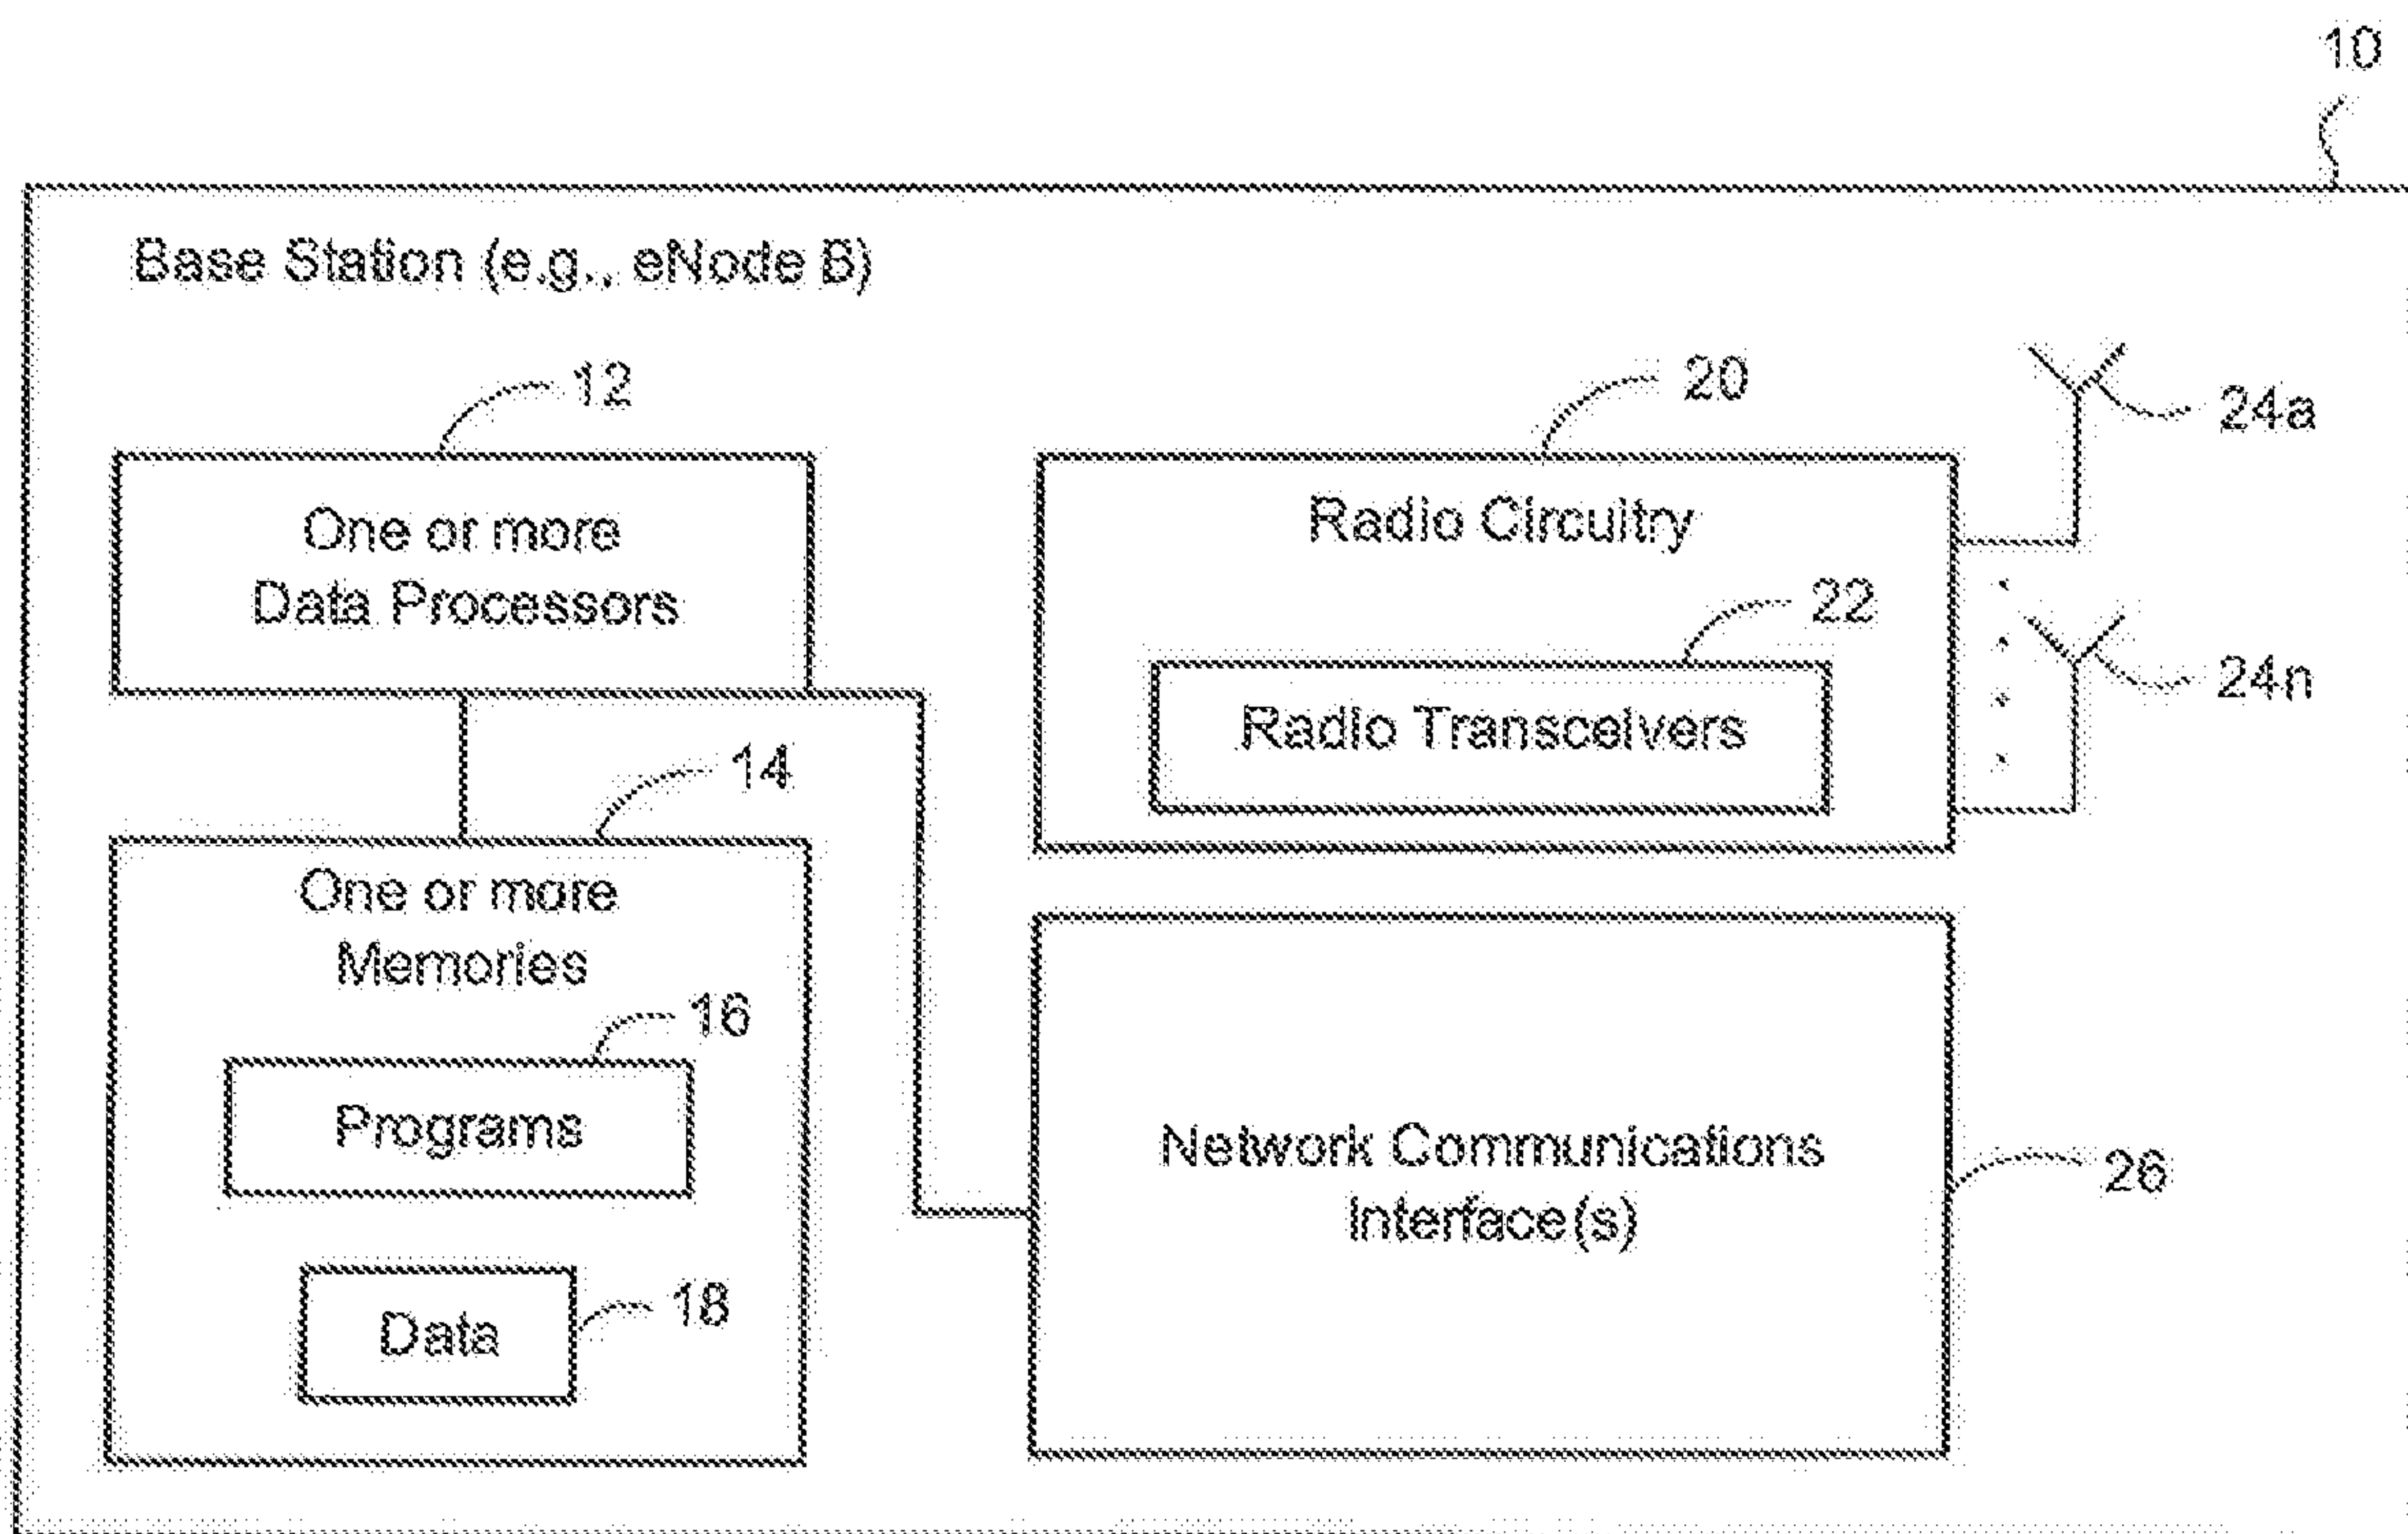 10
Base Station (e.g., eNode B)
12
One or more
Data Processors
20
Radio Circuitry
22
Radio Transceivers
24a
24n
14
One or more
Memories
16
Programs
18
Data
Network Communications
Interface(s)
26